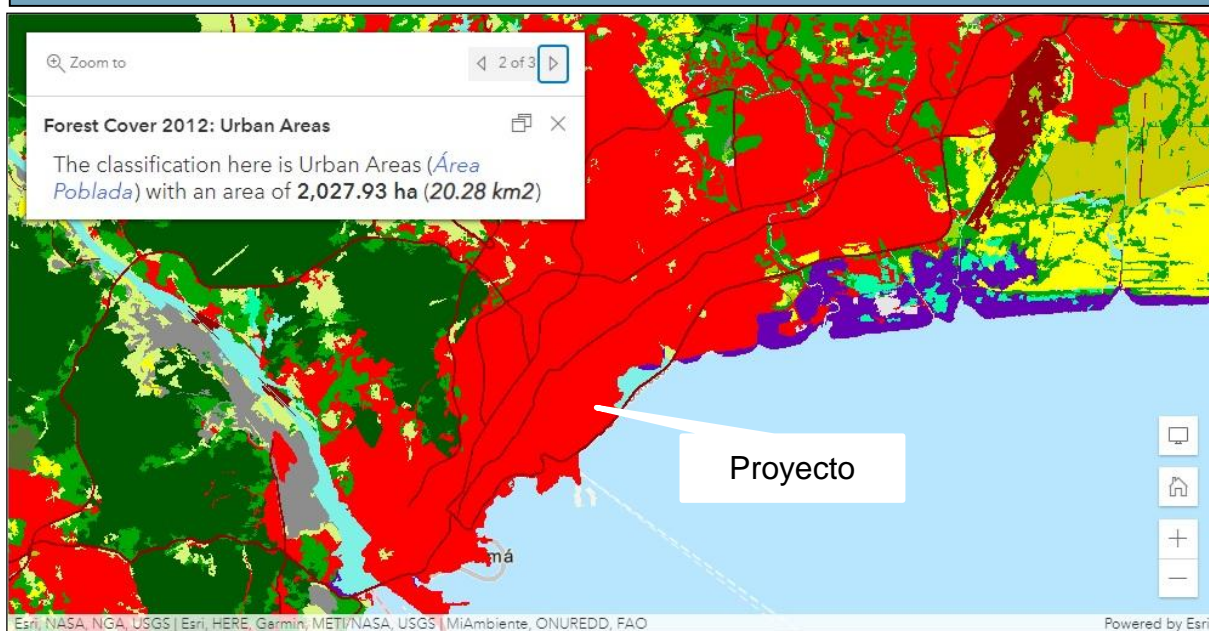 Zoom to
2 of 3
Forest Cover 2012: Urban Areas
The classification here is Urban Areas (Área
Poblada) with an area of 2,027.93 ha (20.28 km2)
Proyecto
má
Esri, NASA, NGA, USGS | Esri, HERE, Garmin, METI/NASA, USGS | MiAmbiente, ONUREDD, FAO
Powered by Esri